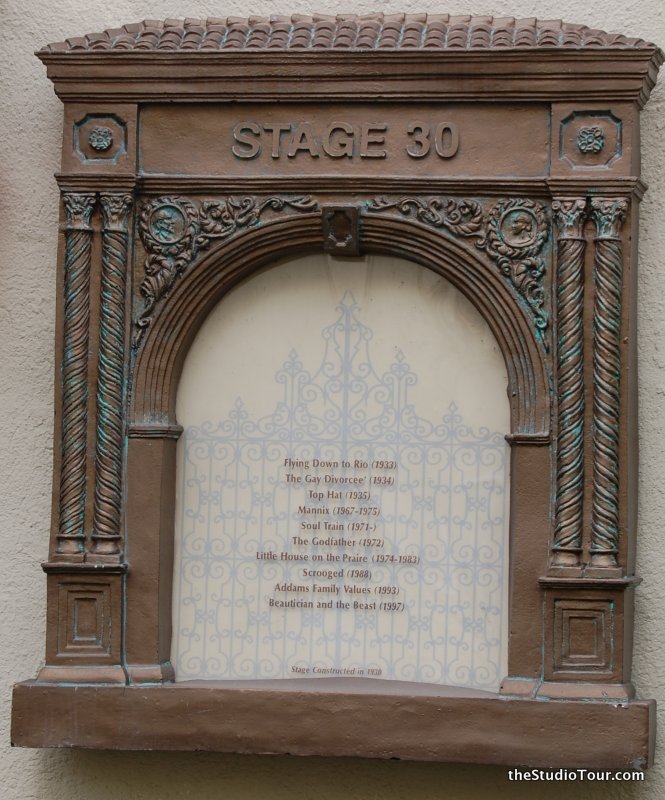 STAGE 30
Flying Down to Rio (1933)
The Gay Divorcee' (1934)
Top Hat (1935)
Mannix (1967-1975)
Soul Train (1971-)
The Godfather (1972)
Little House on the Praire (1974-1983)
Scrooged (1988)
Addams Family Values (1993)
Beautician and the Beast (1997)
Stage Constructed in 1930
theStudioTour.com